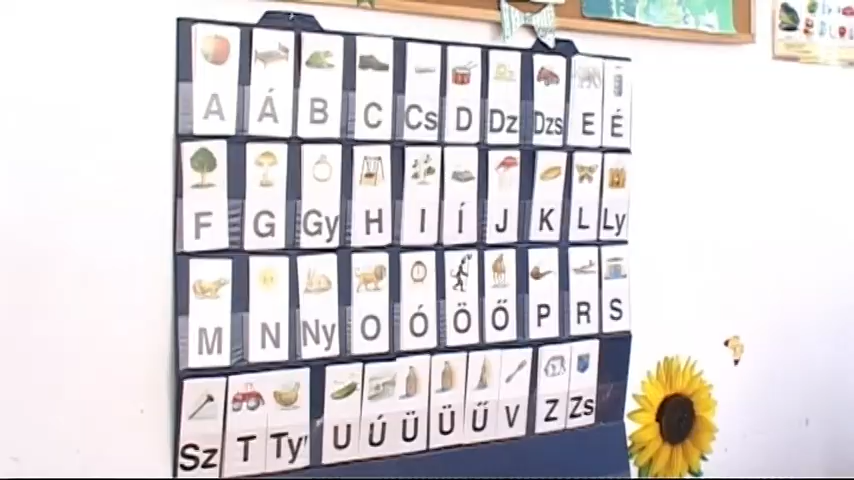 A Á B C Cs D Dz Dzs E É
F G Gy H I Í J K L Ly
M N Ny O Ó Ö Ő P R S
Sz T Ty U Ú Ü Ü Ű V Z Zs